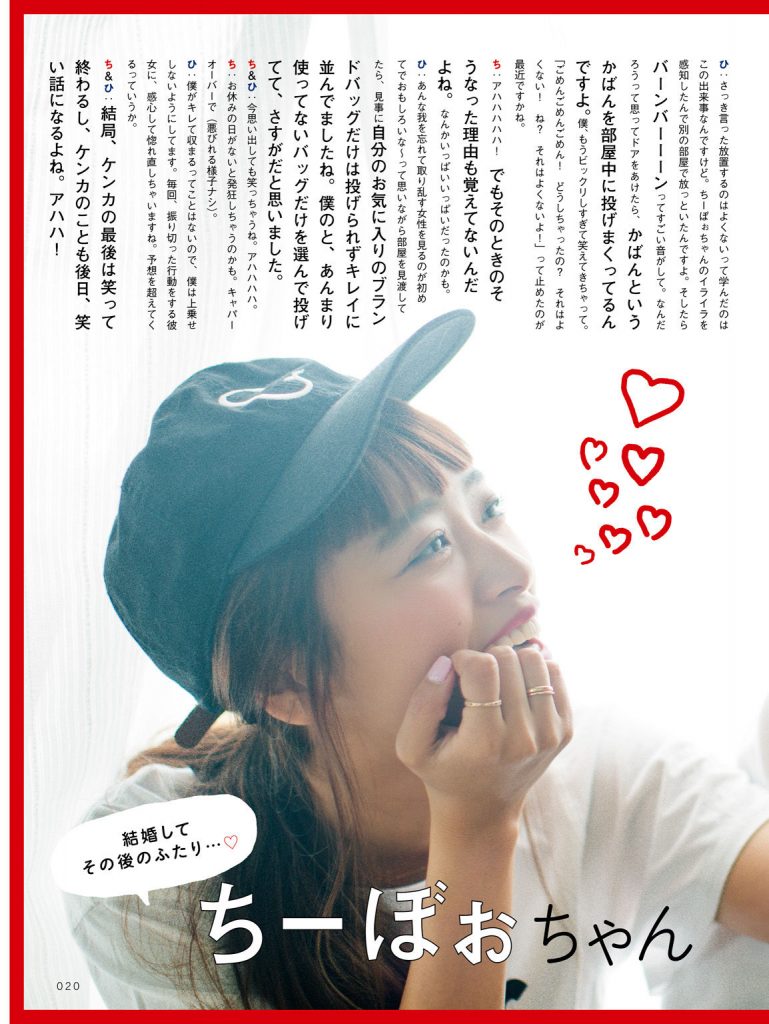 ひ：さっき言った放置するのはよくないって学んだのは
この出来事なんですけど。ちーぼぉちゃんのイライラを
感知したんで別の部屋で放っといたんですよ。そしたら
バーンバーーーンってすごい音がして。なんだ
ろうって思ってドアをあけたら、かばんという
かばんを部屋中に投げまくってるん
ですよ。僕、もうビックリしすぎて笑えてきちゃって。
「ごめんごめんごめん！　どうしちゃったの？　それはよ
くない！　ね？　それはよくないよ！」って止めたのが
最近ですかね。
ち：アハハハハハ！　でもそのときのそ
うなった理由も覚えてないんだ
よね。なんかいっぱいいっぱいだったのかも。
ひ：あんな我を忘れて取り乱す女性を見るのが初め
てでおもしろいな〜って思いながら部屋を見渡して
たら、見事に自分のお気に入りのブラン
ドバッグだけは投げられずキレイに
並んでましたね。僕のと、あんまり
使ってないバッグだけを選んで投げ
てて、さすがだと思いました。
ち&ひ：今思い出しても笑っちゃうね。アハハハハ。
ち：お休みの日がないと発狂しちゃうのかも。キャパー
オーバーで（悪びれる様子ナシ）。
ひ：僕がキレて収まるってことはないので、僕は上乗せ
しないようにしてます。毎回、振り切った行動をする彼
女に、感心して惚れ直しちゃいますね。予想を超えてく
るっていうか。
ち&ひ：結局、ケンカの最後は笑って
終わるし、ケンカのことも後日、笑
い話になるよね。アハハ！
結婚して
その後のふたり…♡
ちーぼぉちゃん
020